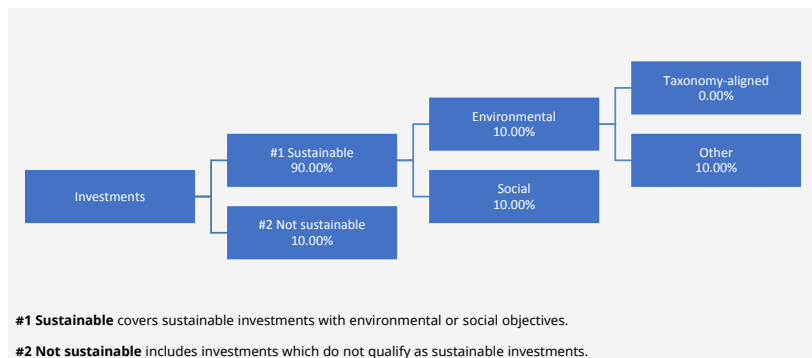 Taxonomy-aligned
0.00%
Environmental
10.00%
#1 Sustainable
90.00%
Other
10.00%
Investments
Social
10.00%
#2 Not sustainable
10.00%
#1 Sustainable covers sustainable investments with environmental or social objectives.
#2 Not sustainable includes investments which do not qualify as sustainable investments.